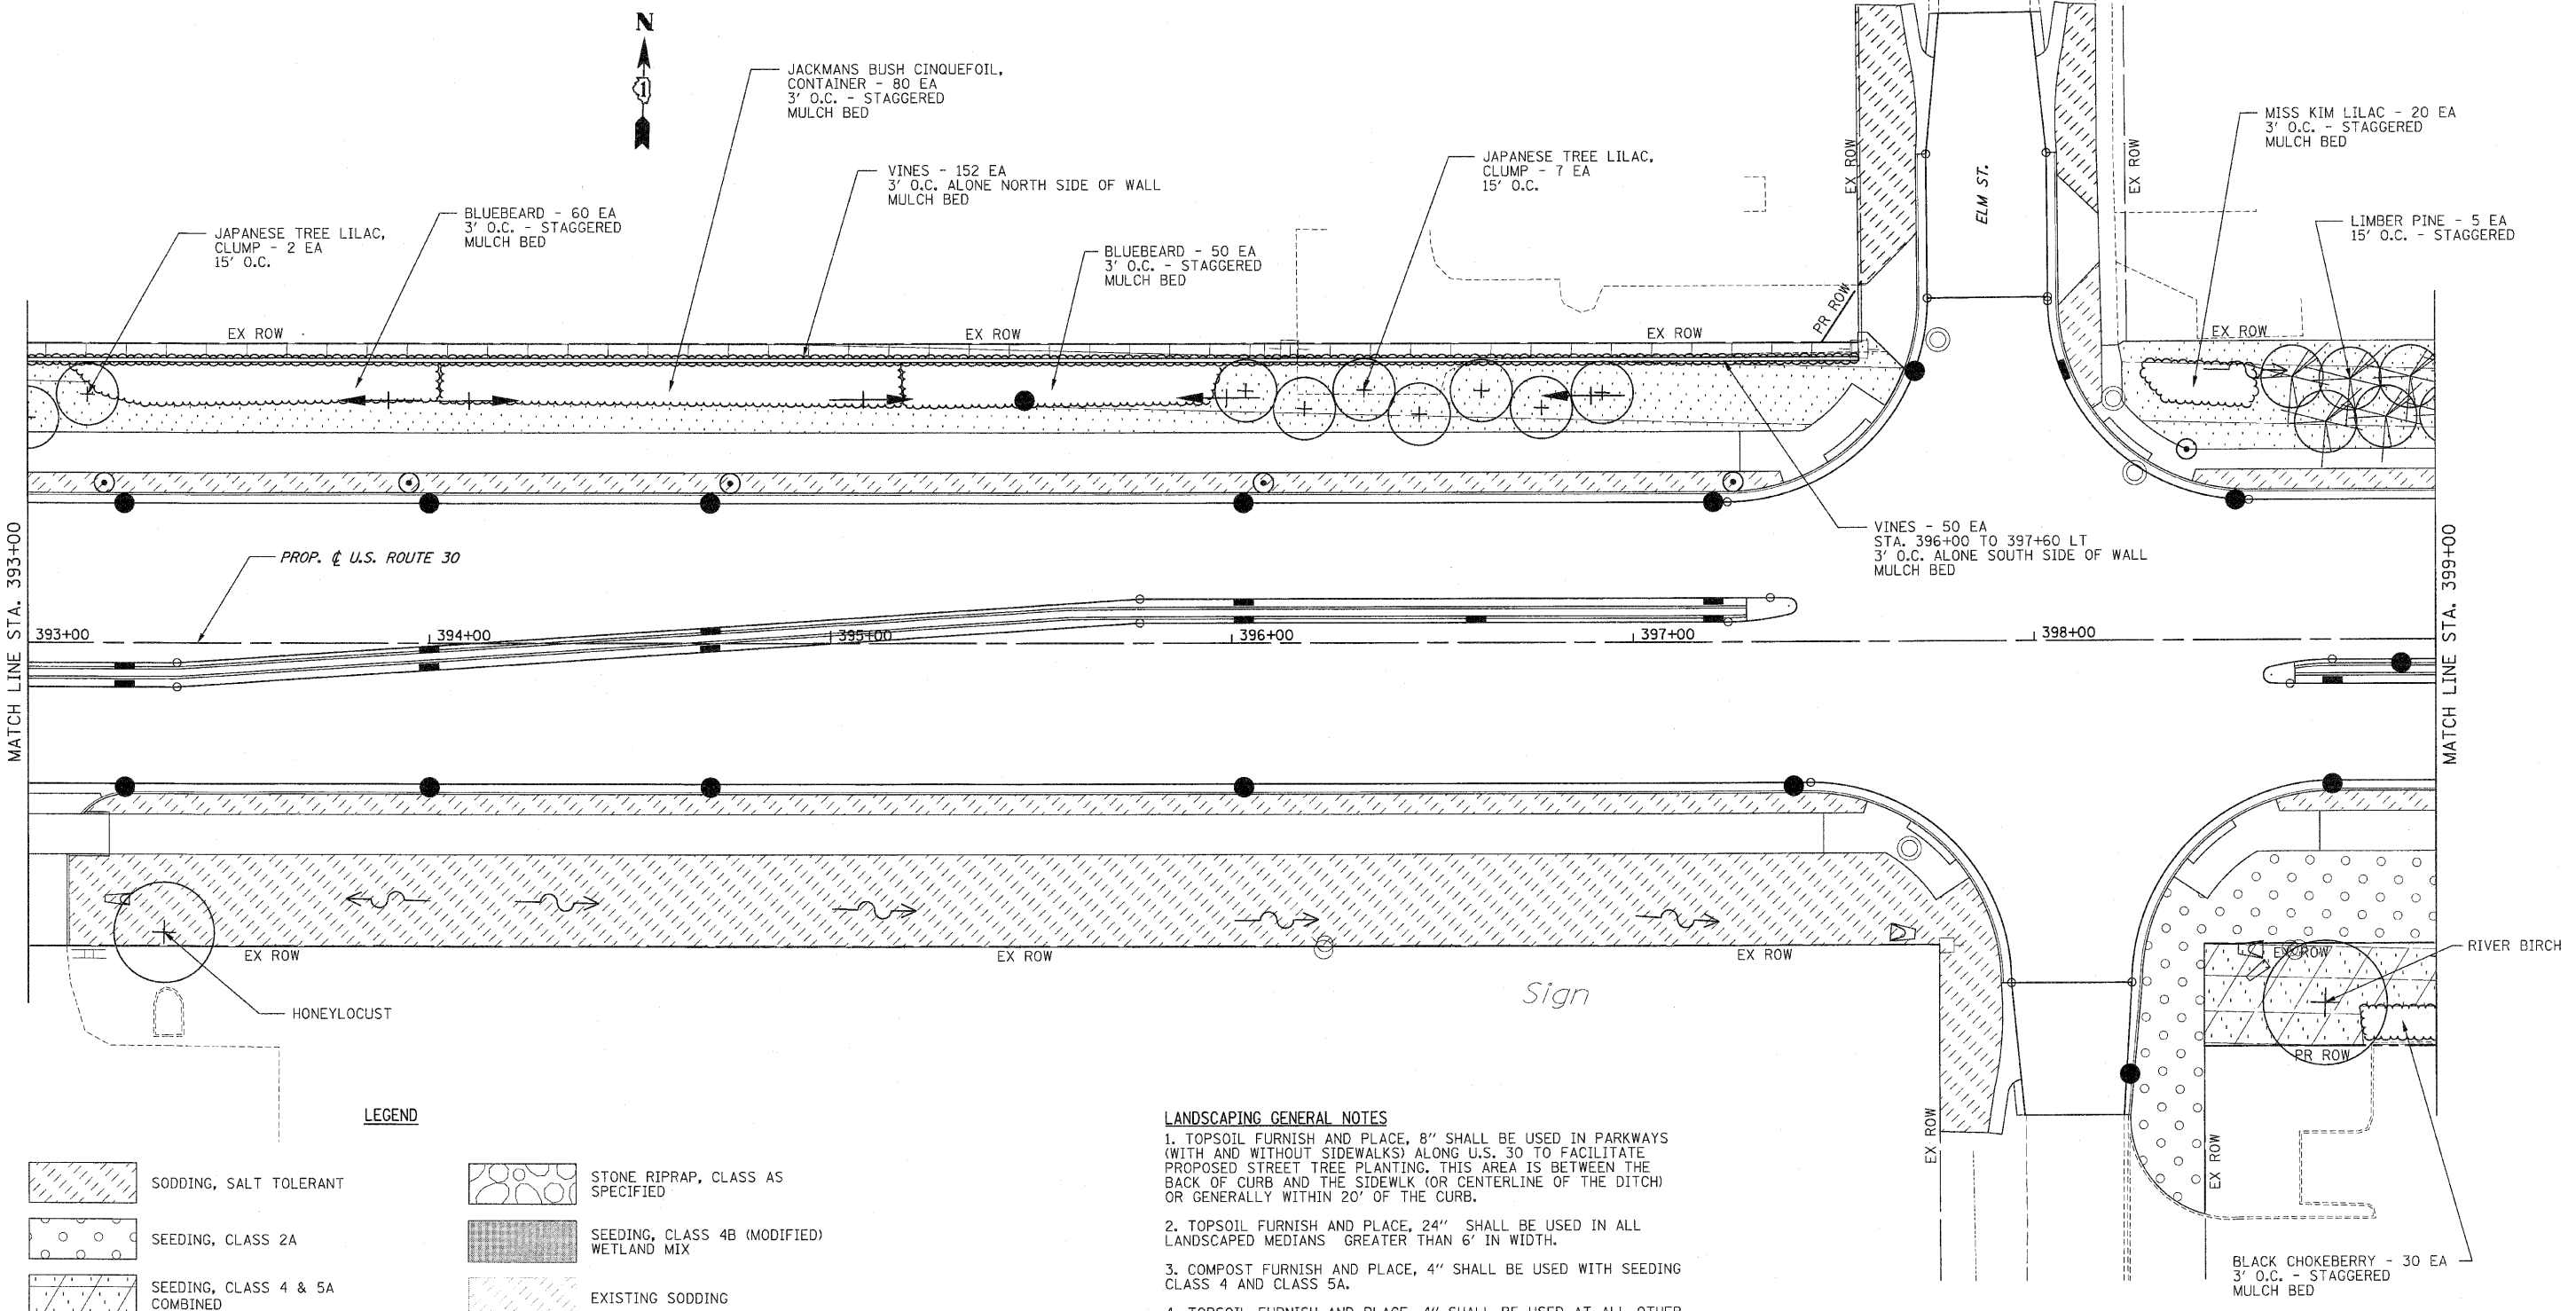 N
1
JACKMANS BUSH CINQUEFOIL,
CONTAINER - 80 EA
3' O.C. - STAGGERED
MULCH BED
MISS KIM LILAC - 20 EA
3' O.C. - STAGGERED
MULCH BED
VINES - 152 EA
3' O.C. ALONE NORTH SIDE OF WALL
MULCH BED
JAPANESE TREE LILAC,
CLUMP - 7 EA
15' O.C.
EX ROW
EX ROW
ELM ST.
BLUEBEARD - 60 EA
3' O.C. - STAGGERED
MULCH BED
JAPANESE TREE LILAC,
CLUMP - 2 EA
15' O.C.
LIMBER PINE - 5 EA
15' O.C. - STAGGERED
BLUEBEARD - 50 EA
3' O.C. - STAGGERED
MULCH BED
PR ROW
EX ROW
EX ROW
EX ROW
EX ROW
VINES - 50 EA
STA. 396+00 TO 397+60 LT
3' O.C. ALONE SOUTH SIDE OF WALL
MULCH BED
MATCH LINE STA. 393+00
MATCH LINE STA. 399+00
PROP. ℄ U.S. ROUTE 30
393+00
394+00
395+00
396+00
397+00
398+00
EX ROW
EX ROW
EX ROW
EX ROW
RIVER BIRCH
Sign
HONEYLOCUST
PR ROW
EX ROW
EX ROW
BLACK CHOKEBERRY - 30 EA
3' O.C. - STAGGERED
MULCH BED
LEGEND
SODDING, SALT TOLERANT
SEEDING, CLASS 2A
SEEDING, CLASS 4 & 5A
COMBINED
STONE RIPRAP, CLASS AS
SPECIFIED
SEEDING, CLASS 4B (MODIFIED)
WETLAND MIX
EXISTING SODDING
LANDSCAPING GENERAL NOTES
1. TOPSOIL FURNISH AND PLACE, 8" SHALL BE USED IN PARKWAYS
(WITH AND WITHOUT SIDEWALKS) ALONG U.S. 30 TO FACILITATE
PROPOSED STREET TREE PLANTING. THIS AREA IS BETWEEN THE
BACK OF CURB AND THE SIDEWLK (OR CENTERLINE OF THE DITCH)
OR GENERALLY WITHIN 20' OF THE CURB.
2. TOPSOIL FURNISH AND PLACE, 24" SHALL BE USED IN ALL
LANDSCAPED MEDIANS GREATER THAN 6' IN WIDTH.
3. COMPOST FURNISH AND PLACE, 4" SHALL BE USED WITH SEEDING
CLASS 4 AND CLASS 5A.
4. TOPSOIL FURNISH AND PLACE, 4" SHALL BE USED AT ALL OTHER